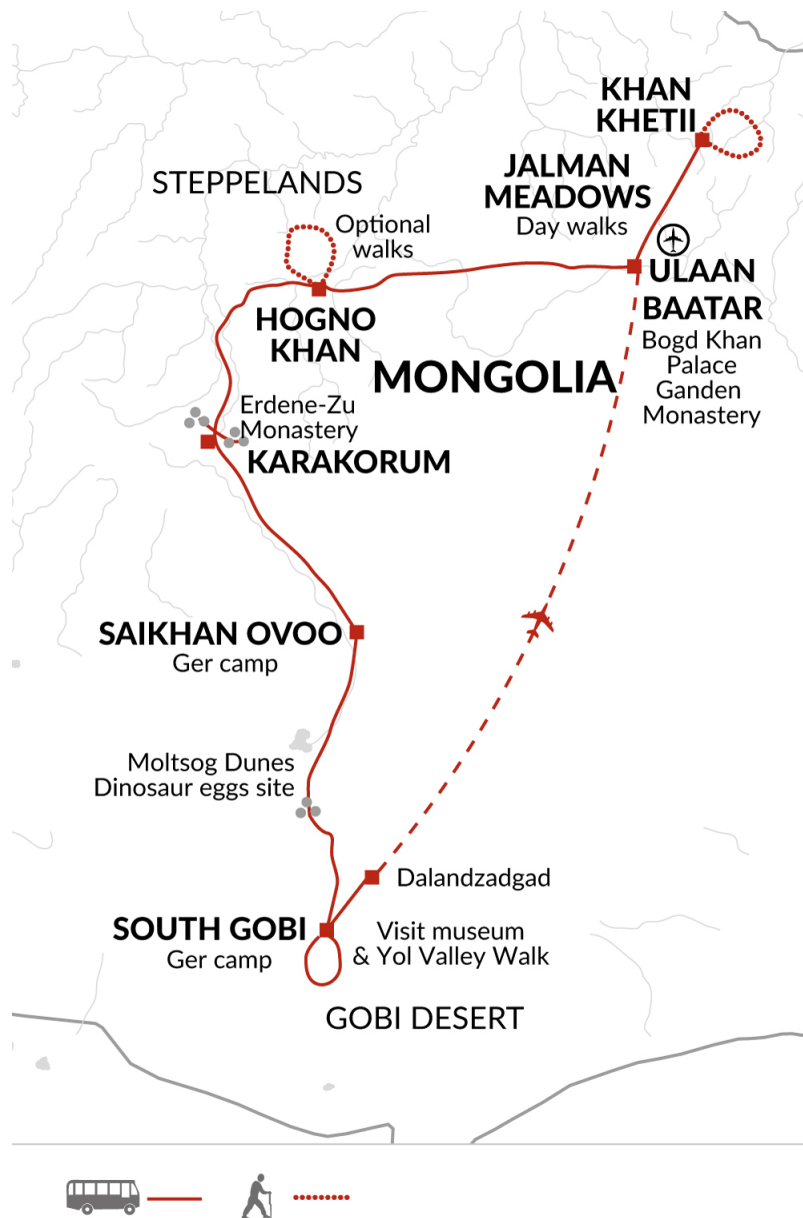 KHAN
KHETII
JALMAN
MEADOWS
Day walks
STEPPELANDS
Optional
walks
ULAAN
BAATAR
Bogd Khan
Palace
Ganden
Monastery
HOGNO
KHAN
MONGOLIA
Erdene-Zu
Monastery
KARAKORUM
SAIKHAN OVOO
Ger camp
Moltsog Dunes
Dinosaur eggs site
Dalandzadgad
SOUTH GOBI
Ger camp
Visit museum
& Yol Valley Walk
GOBI DESERT